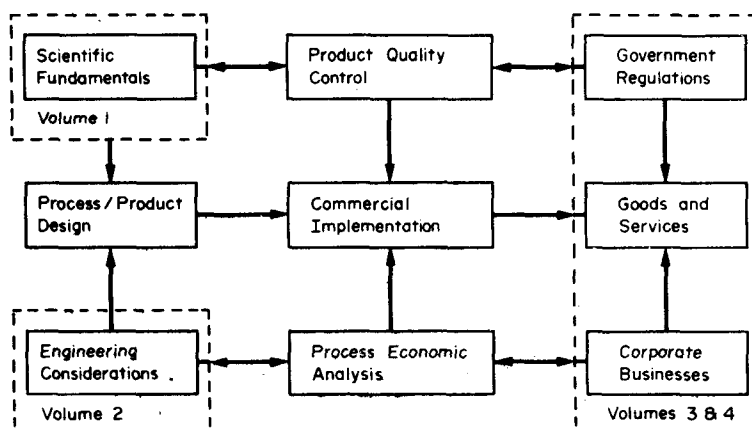 Scientific
Fundamentals
Volume 1
Product Quality
Control
Government
Regulations
Process / Product
Design
Commercial
Implementation
Goods and
Services
Engineering
Considerations
Volume 2
Process Economic
Analysis
Corporate
Businesses
Volumes 3 & 4